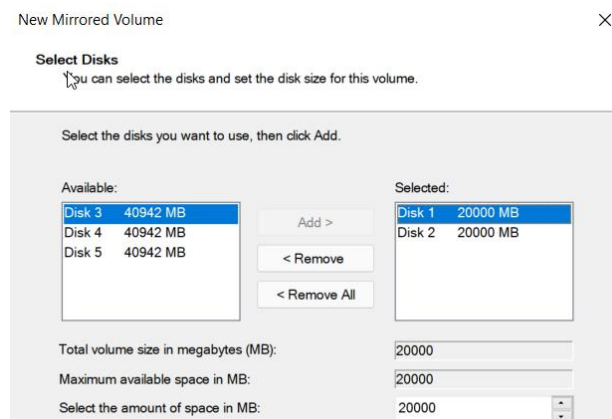 New Mirrored Volume
Select Disks
You can select the disks and set the disk size for this volume.
Select the disks you want to use, then click Add.
Available: Selected:
Disk 3 40942 MB Add > Disk 1 20000 MB
Disk 4 40942 MB Disk 2 20000 MB
Disk 5 40942 MB < Remove
< Remove All
Total volume size in megabytes (MB): 20000
Maximum available space in MB: 20000
Select the amount of space in MB: 20000